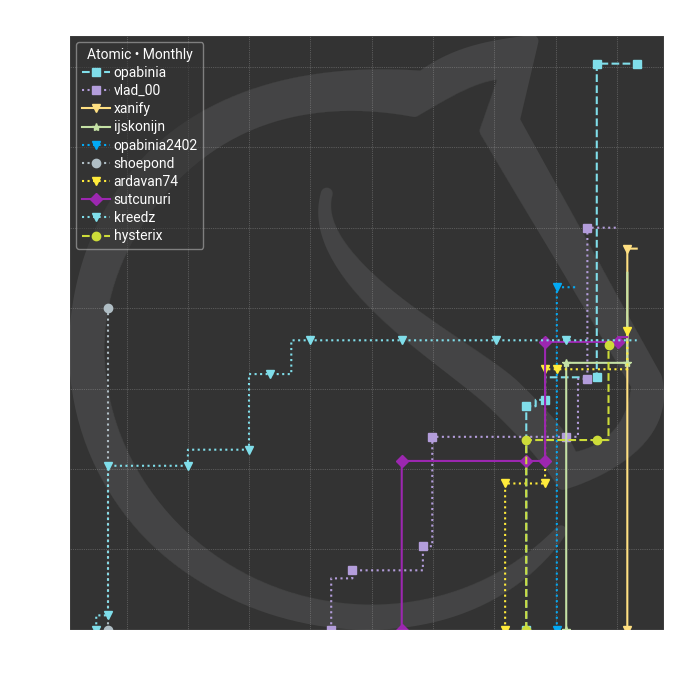 Atomic • Monthly
opabinia
vlad_00
xanify
ijskonijn
opabinia2402
shoepond
ardavan74
sutcunuri
kreedz
hysterix